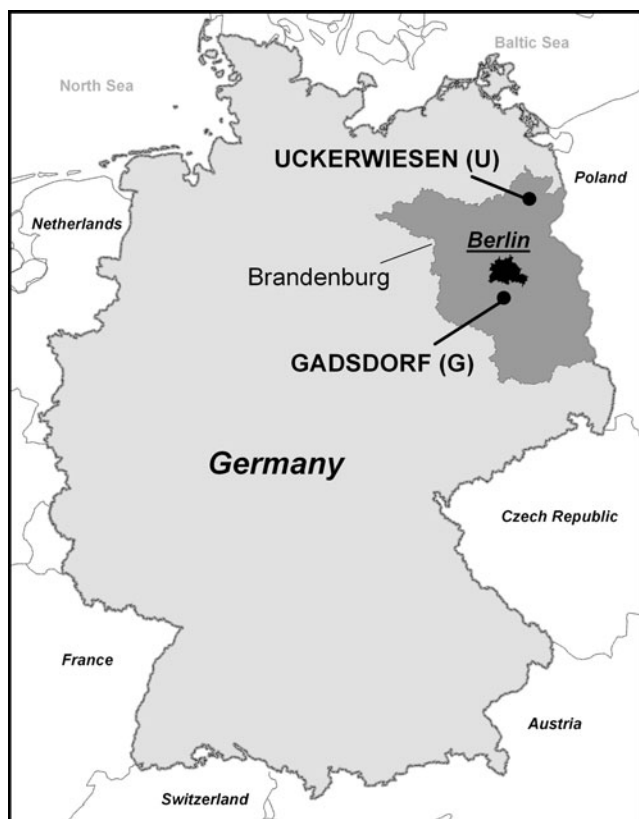 Baltic Sea
North Sea
UCKERWIESEN (U)
Poland
Netherlands
Berlin
Brandenburg
GADSDORF (G)
Germany
Czech Republic
France
Austria
Switzerland